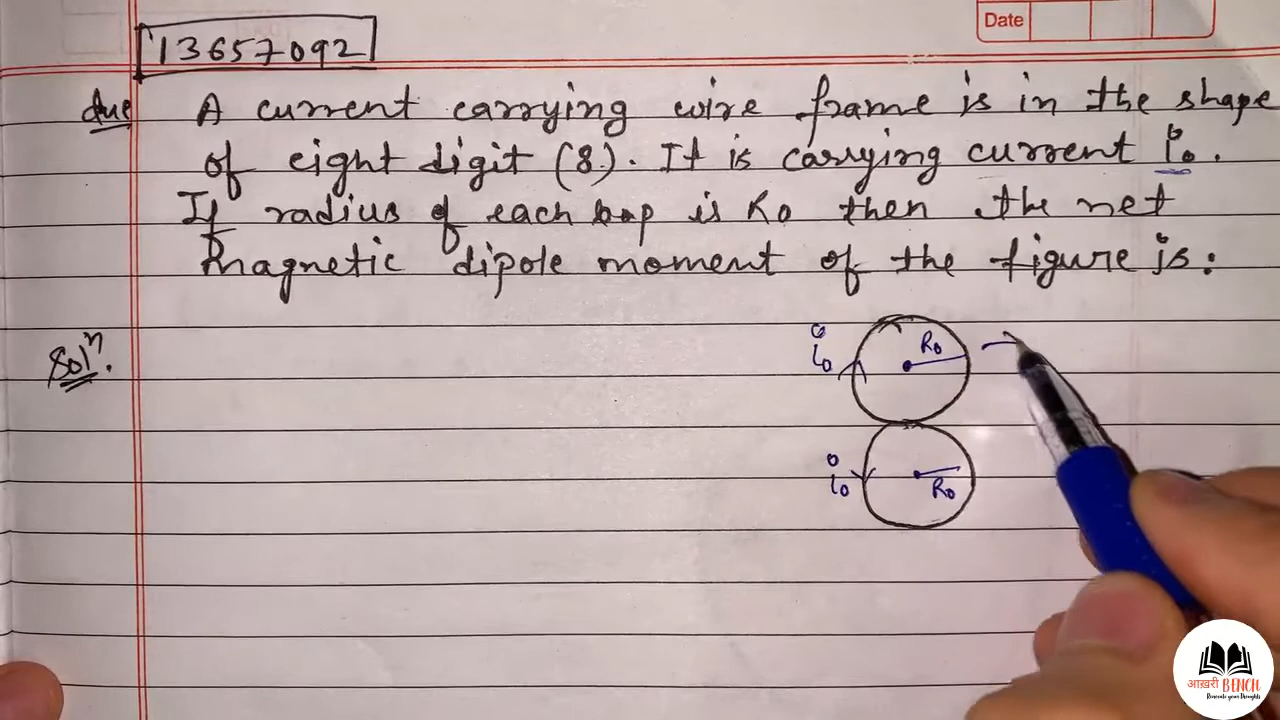 Date
13657092
Que A current carrying wire frame is in the shape
of eight digit (8). It is carrying current i₀.
If radius of each loop is R₀ then the net
magnetic dipole moment of the figure is:
Solⁿ.
i₀ R₀
i₀ R₀
आख़री BENCH